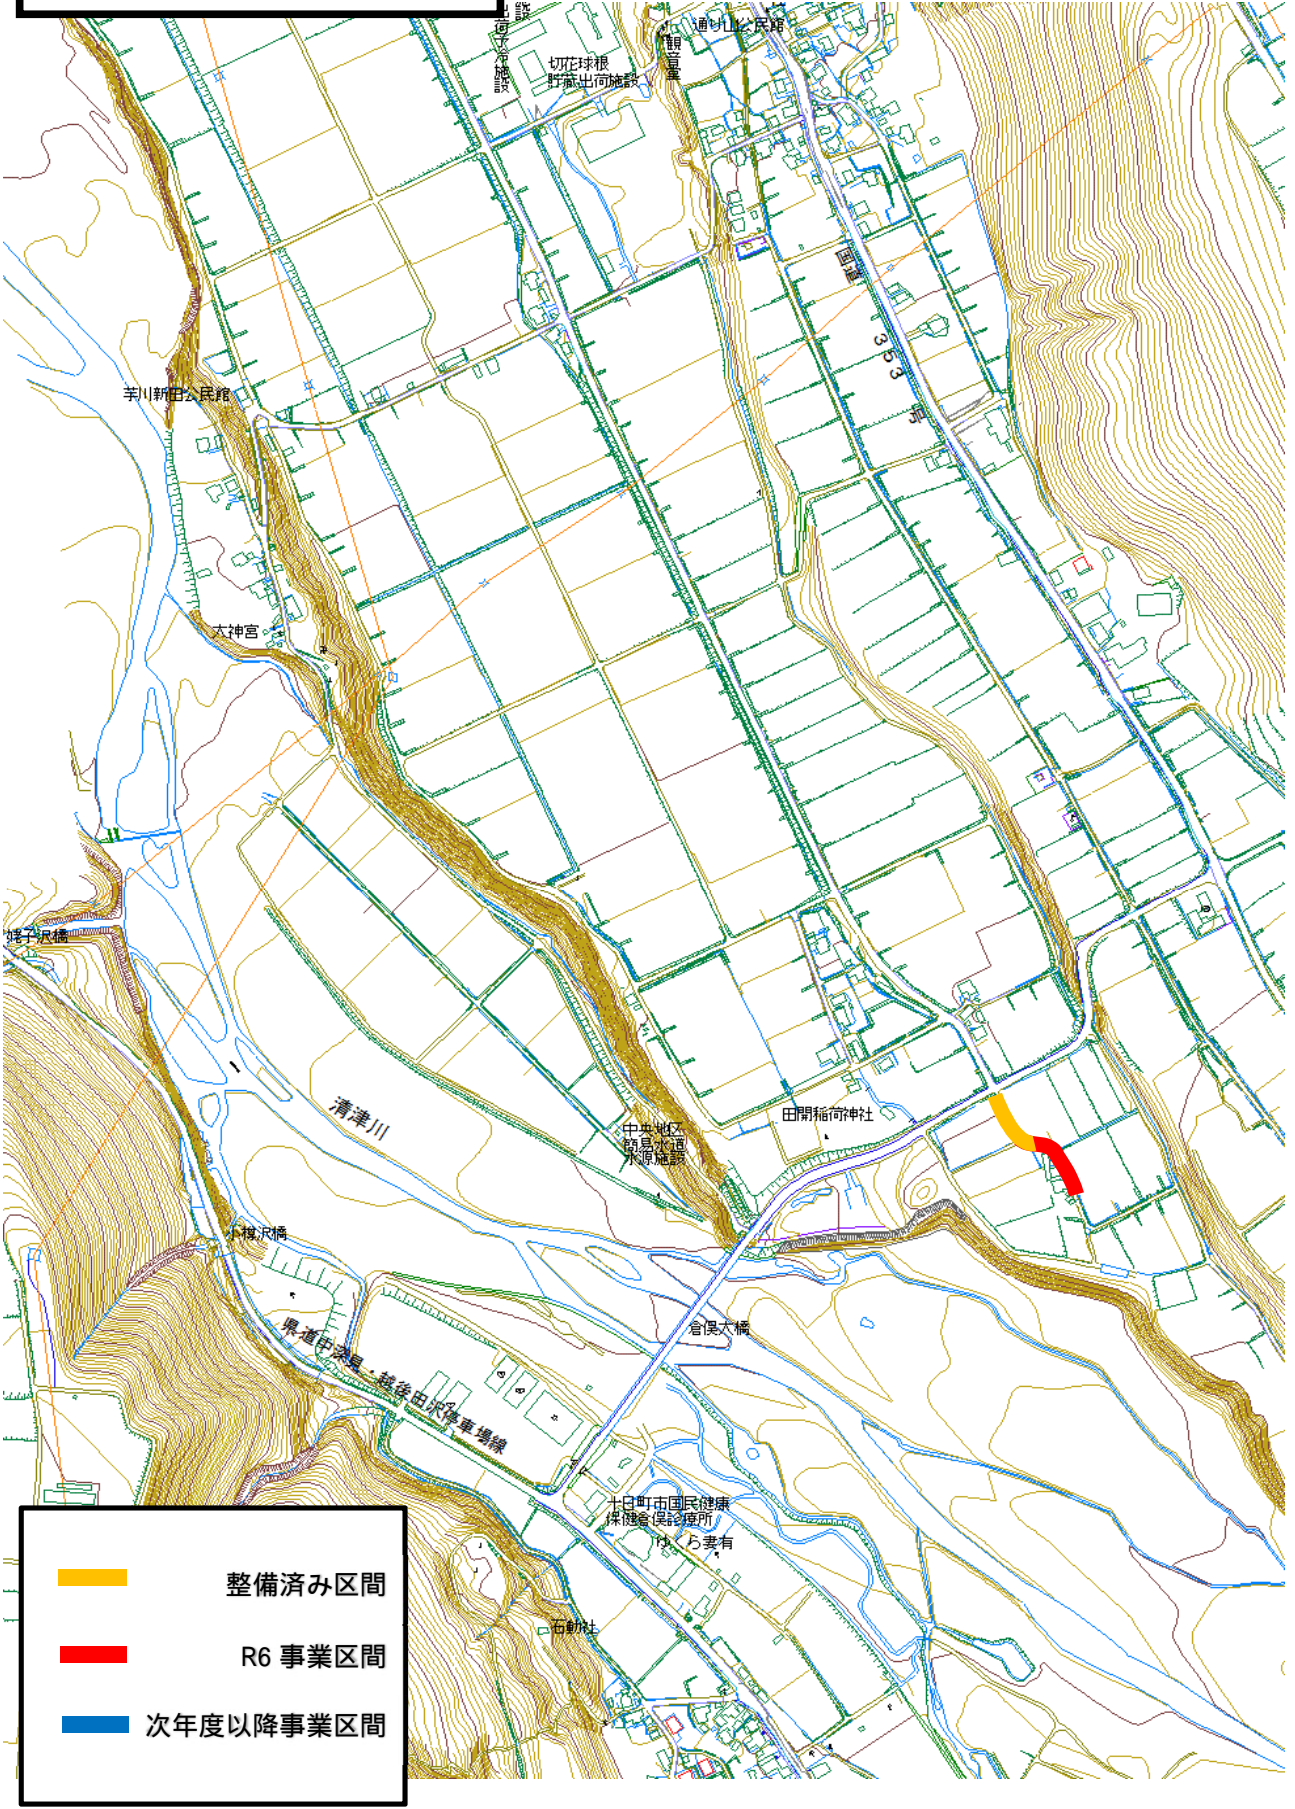 通り山公民館
観音堂
切花球根
貯蔵出荷施設
国道
353
号
芋川新田公民館
大神宮
姥子沢橋
清津川
中央地区
簡易水道
水源施設
田開稲荷神社
小樽沢橋
倉俣大橋
県道中深見・越後田沢停車場線
十日町市国民健康
保健倉俣診療所
ゆくら妻有
石動社
整備済み区間
R6 事業区間
次年度以降事業区間